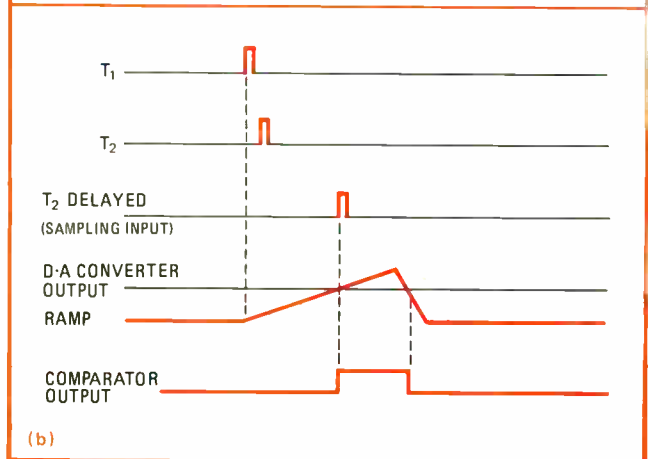 T₁
T₂
T₂ DELAYED
(SAMPLING INPUT)
D·A CONVERTER
OUTPUT
RAMP
COMPARATOR
OUTPUT
(b)